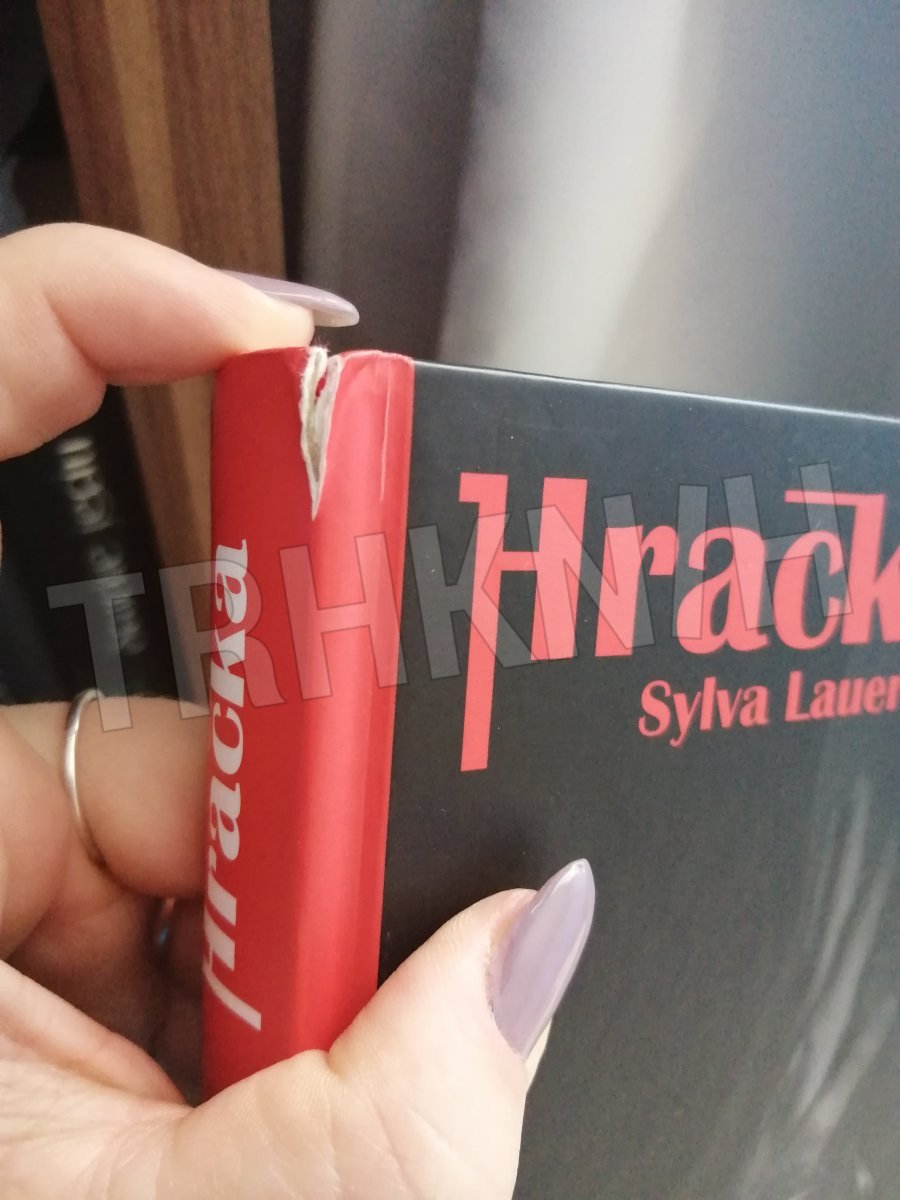 Hračka
Hračk
Sylva Lauer
TRHKNIH